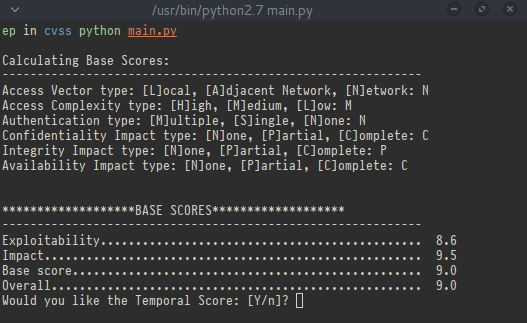 /usr/bin/python2.7 main.py
ep in cvss python main.py
Calculating Base Scores:
------------------------------------------------------------
Access Vector type: [L]ocal, [A]djacent Network, [N]etwork: N
Access Complexity type: [H]igh, [M]edium, [L]ow: M
Authentication type: [M]ultiple, [S]ingle, [N]one: N
Confidentiality Impact type: [N]one, [P]artial, [C]omplete: C
Integrity Impact type: [N]one, [P]artial, [C]omplete: P
Availability Impact type: [N]one, [P]artial, [C]omplete: C
*******************BASE SCORES*******************
------------------------------------------------------------
Exploitability.............................................. 8.6
Impact...................................................... 9.5
Base score.................................................. 9.0
Overall..................................................... 9.0
Would you like the Temporal Score: [Y/n]?